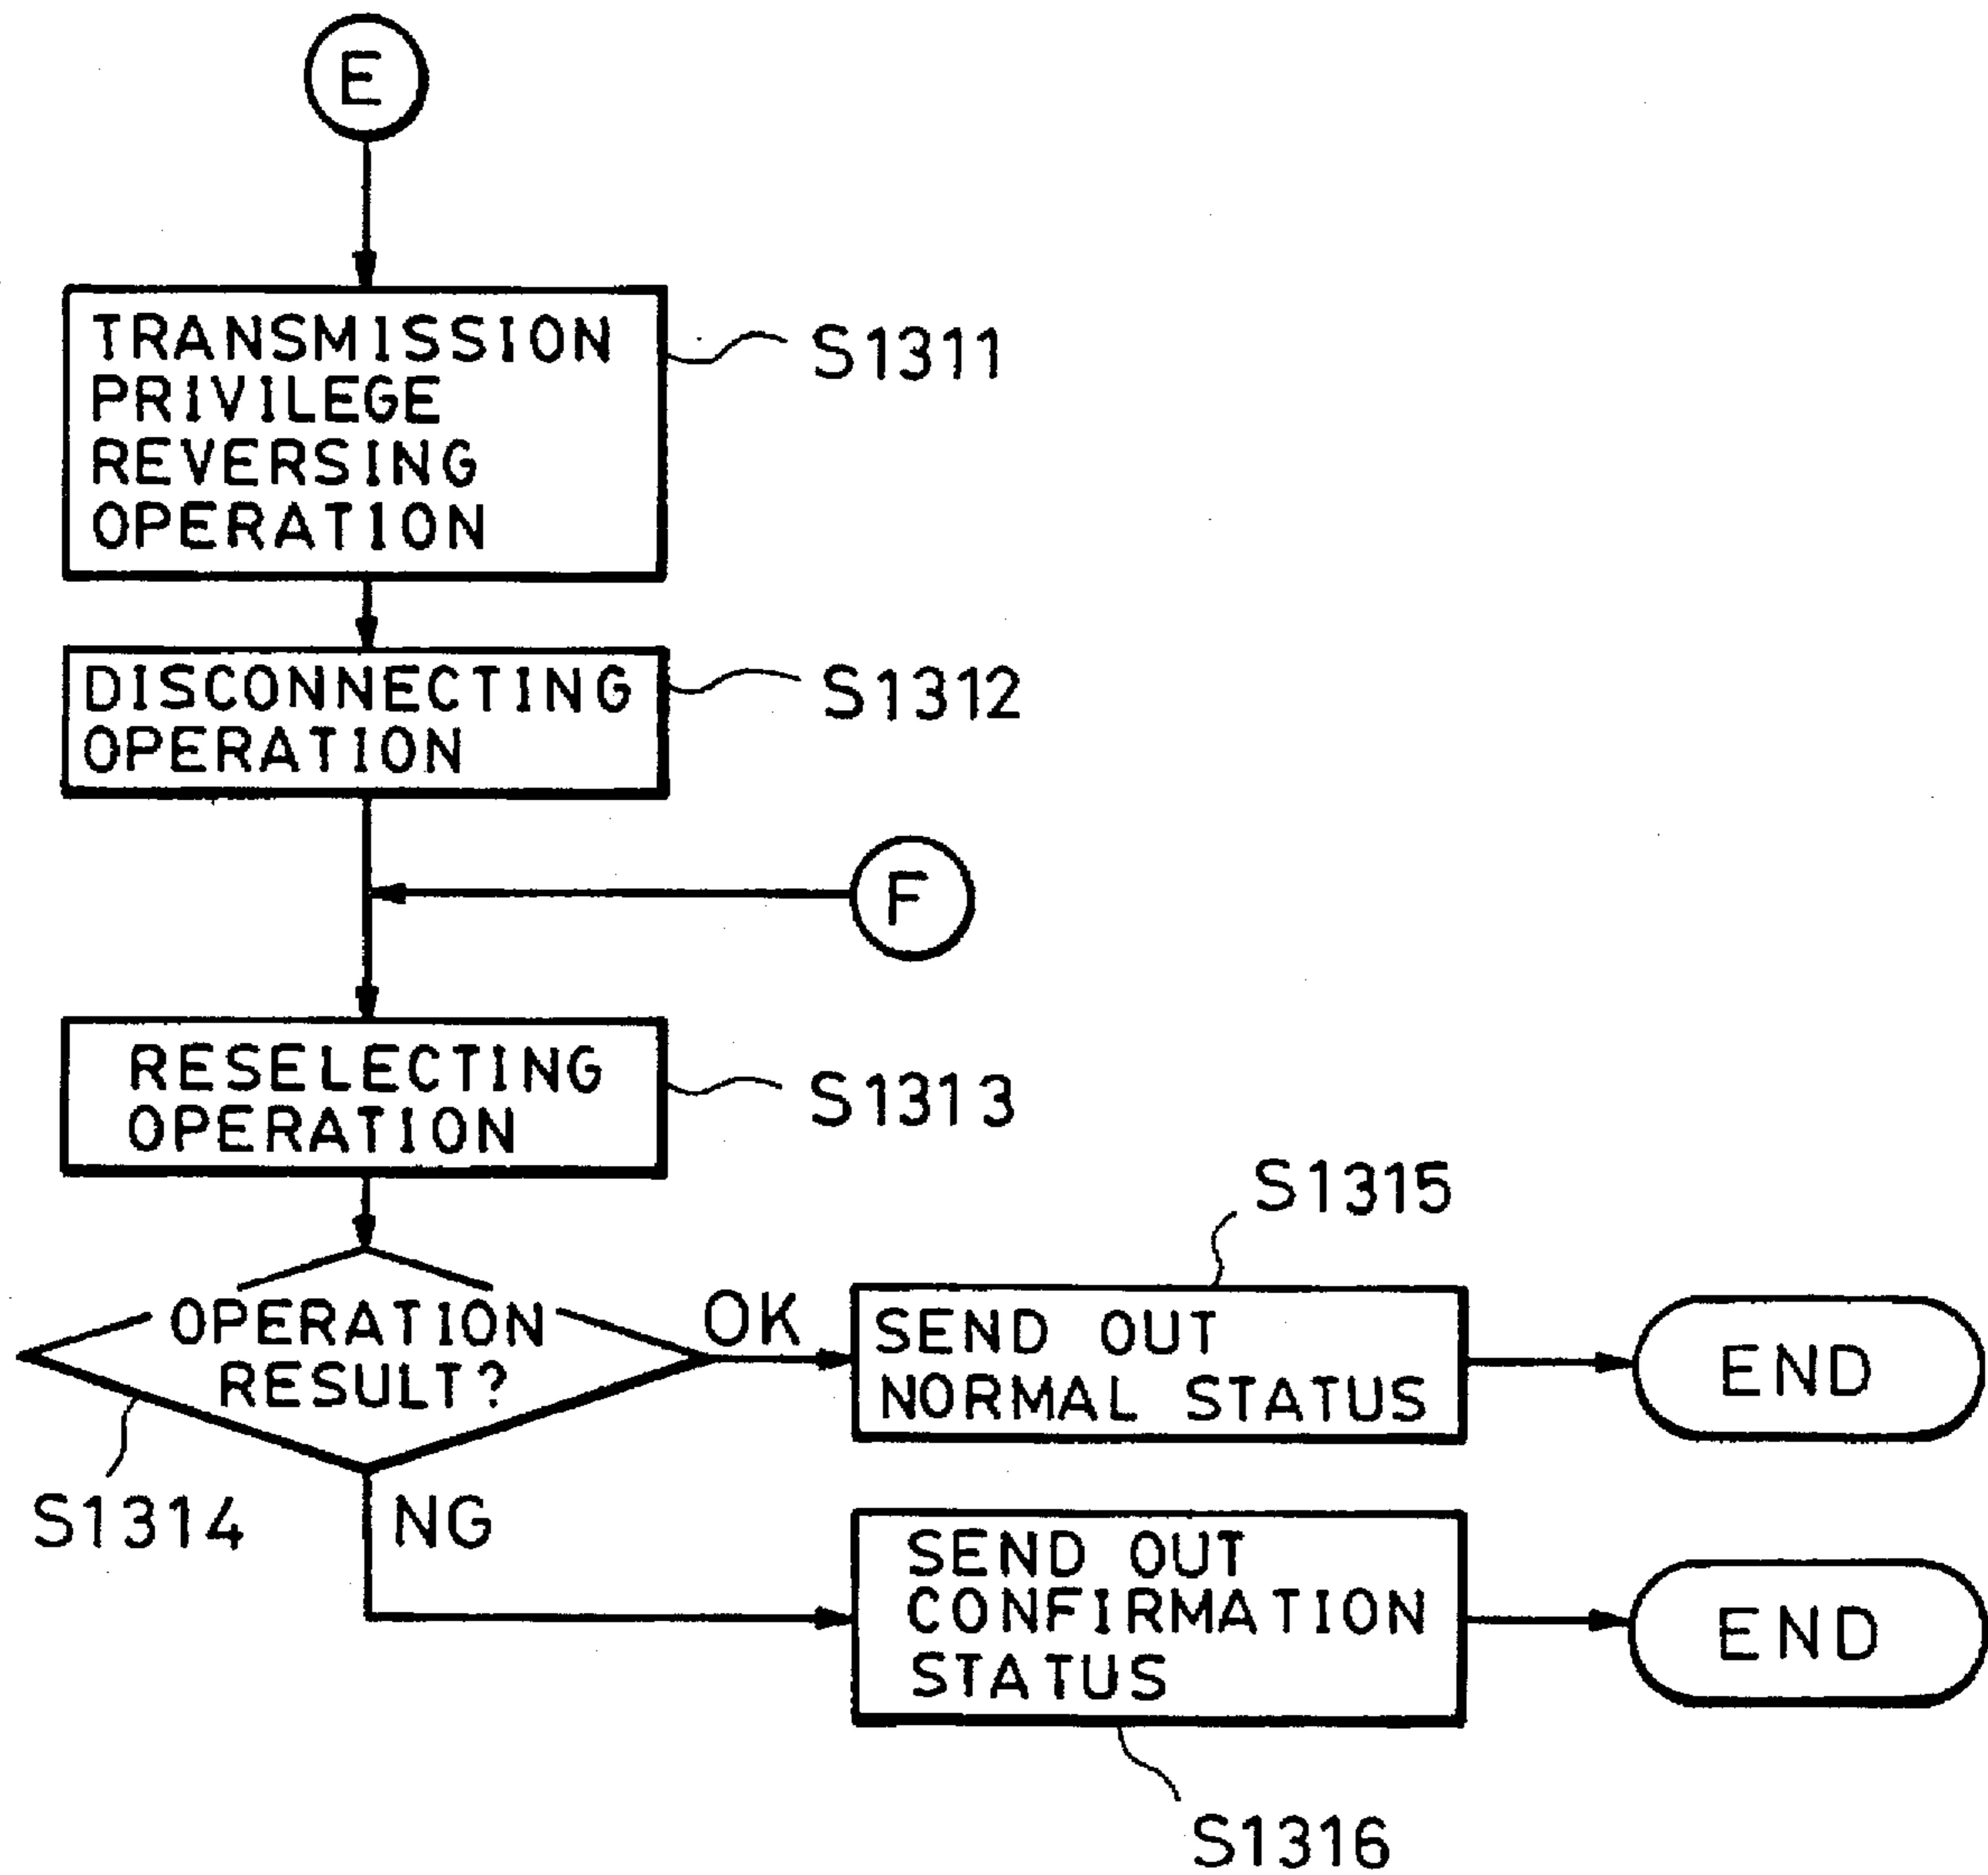 E
TRANSMISSION
PRIVILEGE
REVERSING
OPERATION
S1311
DISCONNECTING
OPERATION
S1312
F
RESELECTING
OPERATION
S1313
OPERATION
RESULT?
S1314
OK
S1315
SEND OUT
NORMAL STATUS
END
NG
SEND OUT
CONFIRMATION
STATUS
END
S1316